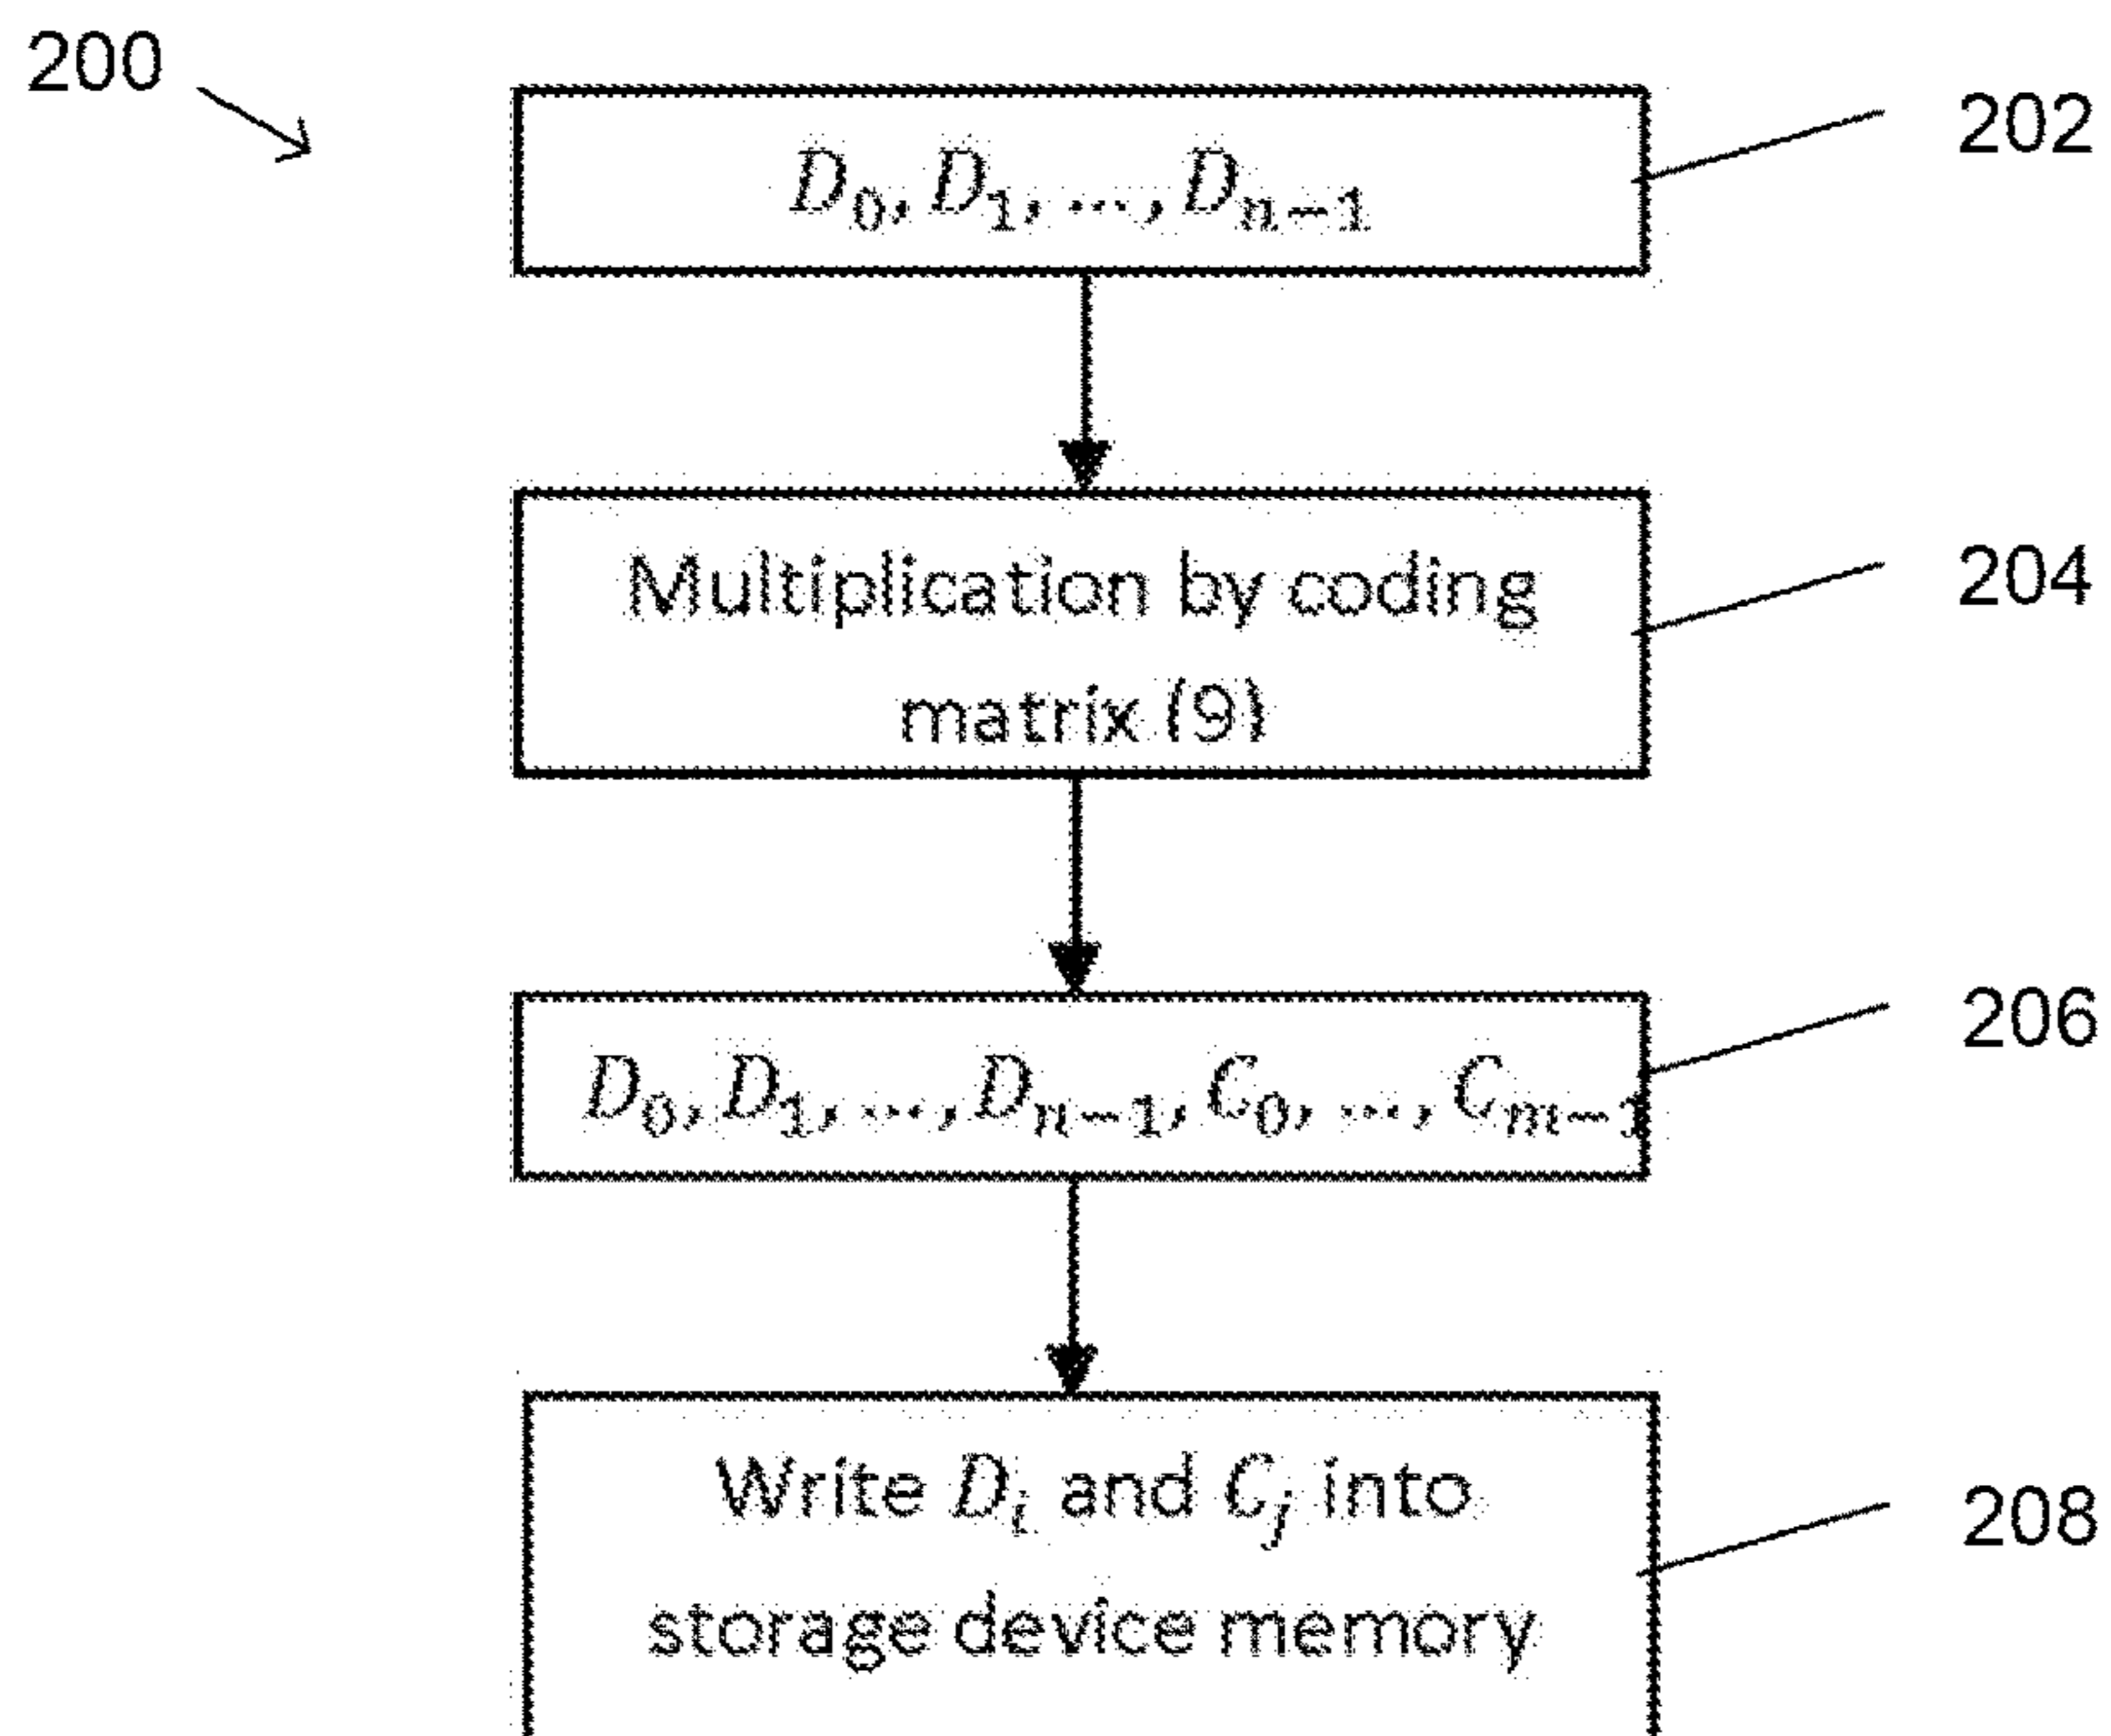 200
D₀, D₁, ..., Dₙ₋₁
202
Multiplication by coding
matrix (9)
204
D₀, D₁, ..., Dₙ₋₁, C₀, ..., Cₘ₋₁
206
Write Dᵢ and Cⱼ into
storage device memory
208